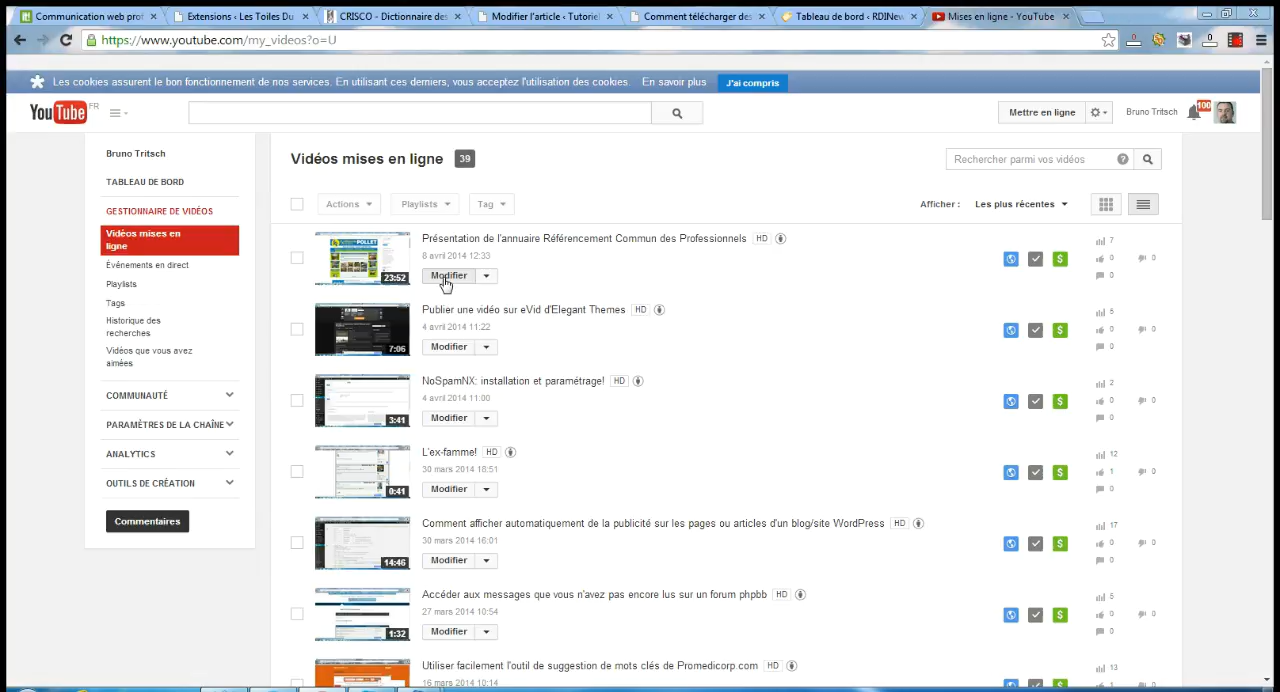 Communication web prof
Extensions ‹ Les Toiles Du
CRISCO - Dictionnaire des
Modifier l'article ‹ Tutoriel
Comment télécharger des
Tableau de bord ‹ RDINew
Mises en ligne - YouTube
https://www.youtube.com/my_videos?o=U
Les cookies assurent le bon fonctionnement de nos services. En utilisant ces derniers, vous acceptez l'utilisation des cookies. En savoir plus J'ai compris
YouTube FR
Mettre en ligne
Bruno Tritsch
100
Bruno Tritsch
TABLEAU DE BORD
GESTIONNAIRE DE VIDÉOS
Vidéos mises en
ligne
Événements en direct
Playlists
Tags
Historique des
recherches
Vidéos que vous avez
aimées
COMMUNAUTÉ
PARAMÈTRES DE LA CHAÎNE
ANALYTICS
OUTILS DE CRÉATION
Commentaires
Vidéos mises en ligne 39
Rechercher parmi vos vidéos ?
Actions Playlists Tag
Afficher : Les plus récentes
Présentation de l'annuaire Référencement Commun des Professionnels HD
8 avril 2014 12:33
23:52
Modifier
$ 7
0 0
0
Publier une vidéo sur eVid d'Elegant Themes HD
4 avril 2014 11:22
7:06
Modifier
$ 5
0 0
0
NoSpamNX: installation et paramétrage! HD
4 avril 2014 11:00
3:41
Modifier
$ 2
0 0
0
L'ex-famme! HD
30 mars 2014 18:51
0:41
Modifier
$ 12
1 0
0
Comment afficher automatiquement de la publicité sur les pages ou articles d'un blog/site WordPress HD
30 mars 2014 16:01
14:46
Modifier
$ 17
0 0
0
Accéder aux messages que vous n'avez pas encore lus sur un forum phpbb HD
27 mars 2014 10:54
1:32
Modifier
$ 5
0 0
0
Utiliser facilement l'outil de suggestion de mots clés de Promedicorp.com HD
16 mars 2014 10:14
$ 13
1 0